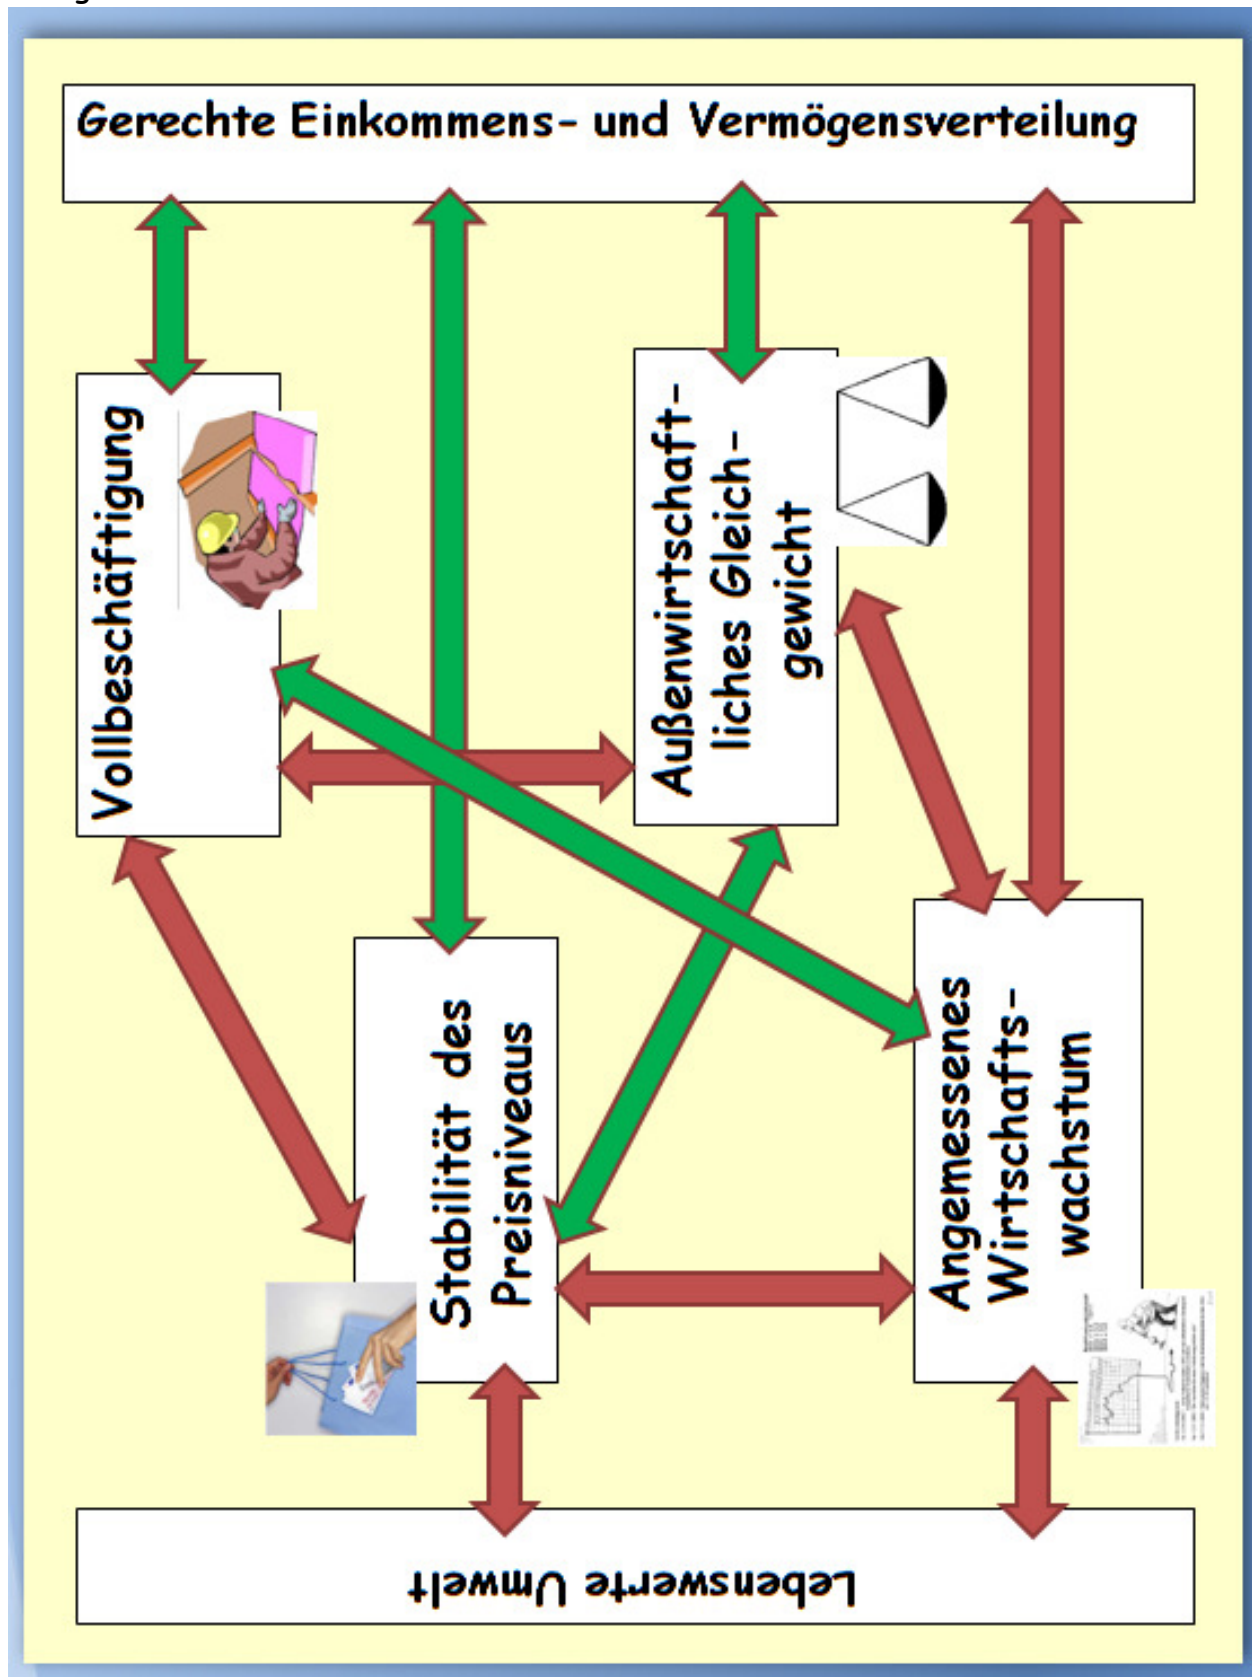 Gerechte Einkommens- und Vermögensverteilung
Vollbeschäftigung
Außenwirtschaft-
liches Gleich-
gewicht
Stabilität des
Preisniveaus
Angemessenes
Wirtschafts-
wachstum
Lebenswerte Umwelt